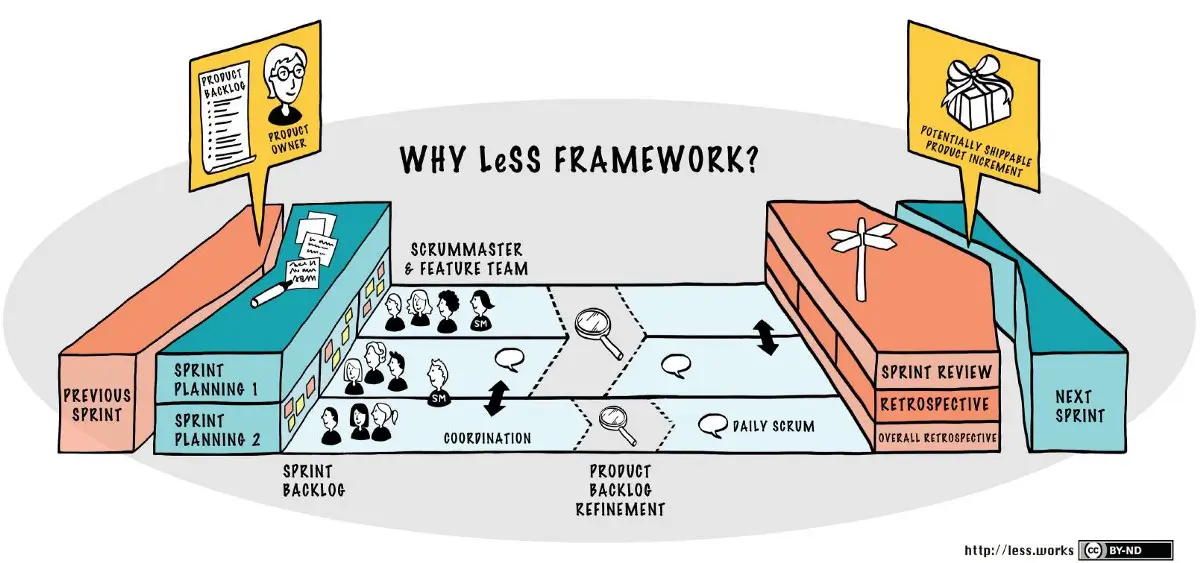 PRODUCT
BACKLOG
PRODUCT
OWNER
POTENTIALLY SHIPPABLE
PRODUCT INCREMENT
WHY LeSS FRAMEWORK?
SCRUMMASTER
& FEATURE TEAM
SM
SM
PREVIOUS
SPRINT
SPRINT
PLANNING 1
SPRINT
PLANNING 2
SPRINT
BACKLOG
COORDINATION
PRODUCT
BACKLOG
REFINEMENT
DAILY SCRUM
SPRINT REVIEW
RETROSPECTIVE
OVERALL RETROSPECTIVE
NEXT
SPRINT
http://less.works
cc BY-ND